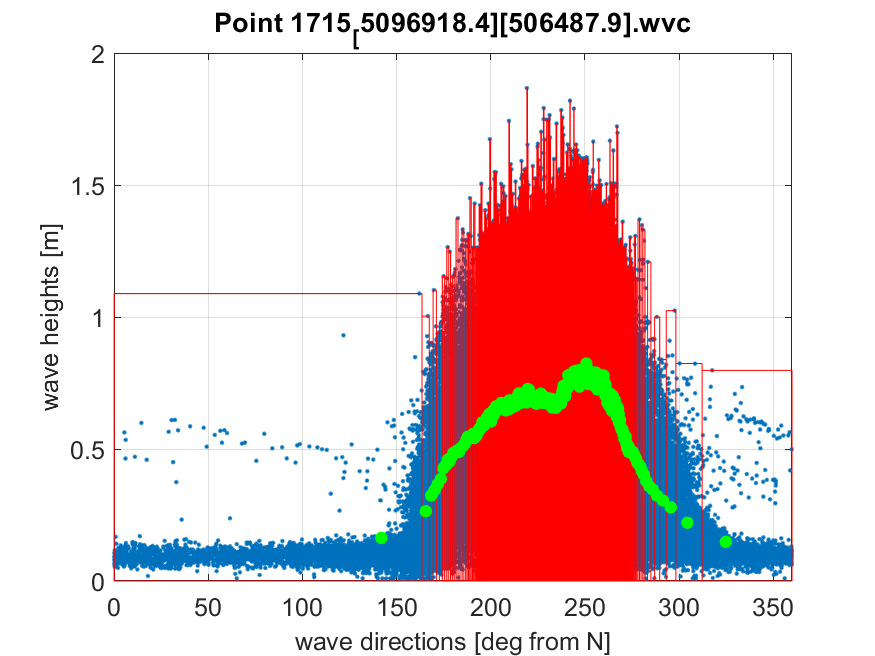 Point 1715[5096918.4][506487.9].wvc
2
1.5
1
0.5
0
0 50 100 150 200 250 300 350
wave heights [m]
wave directions [deg from N]